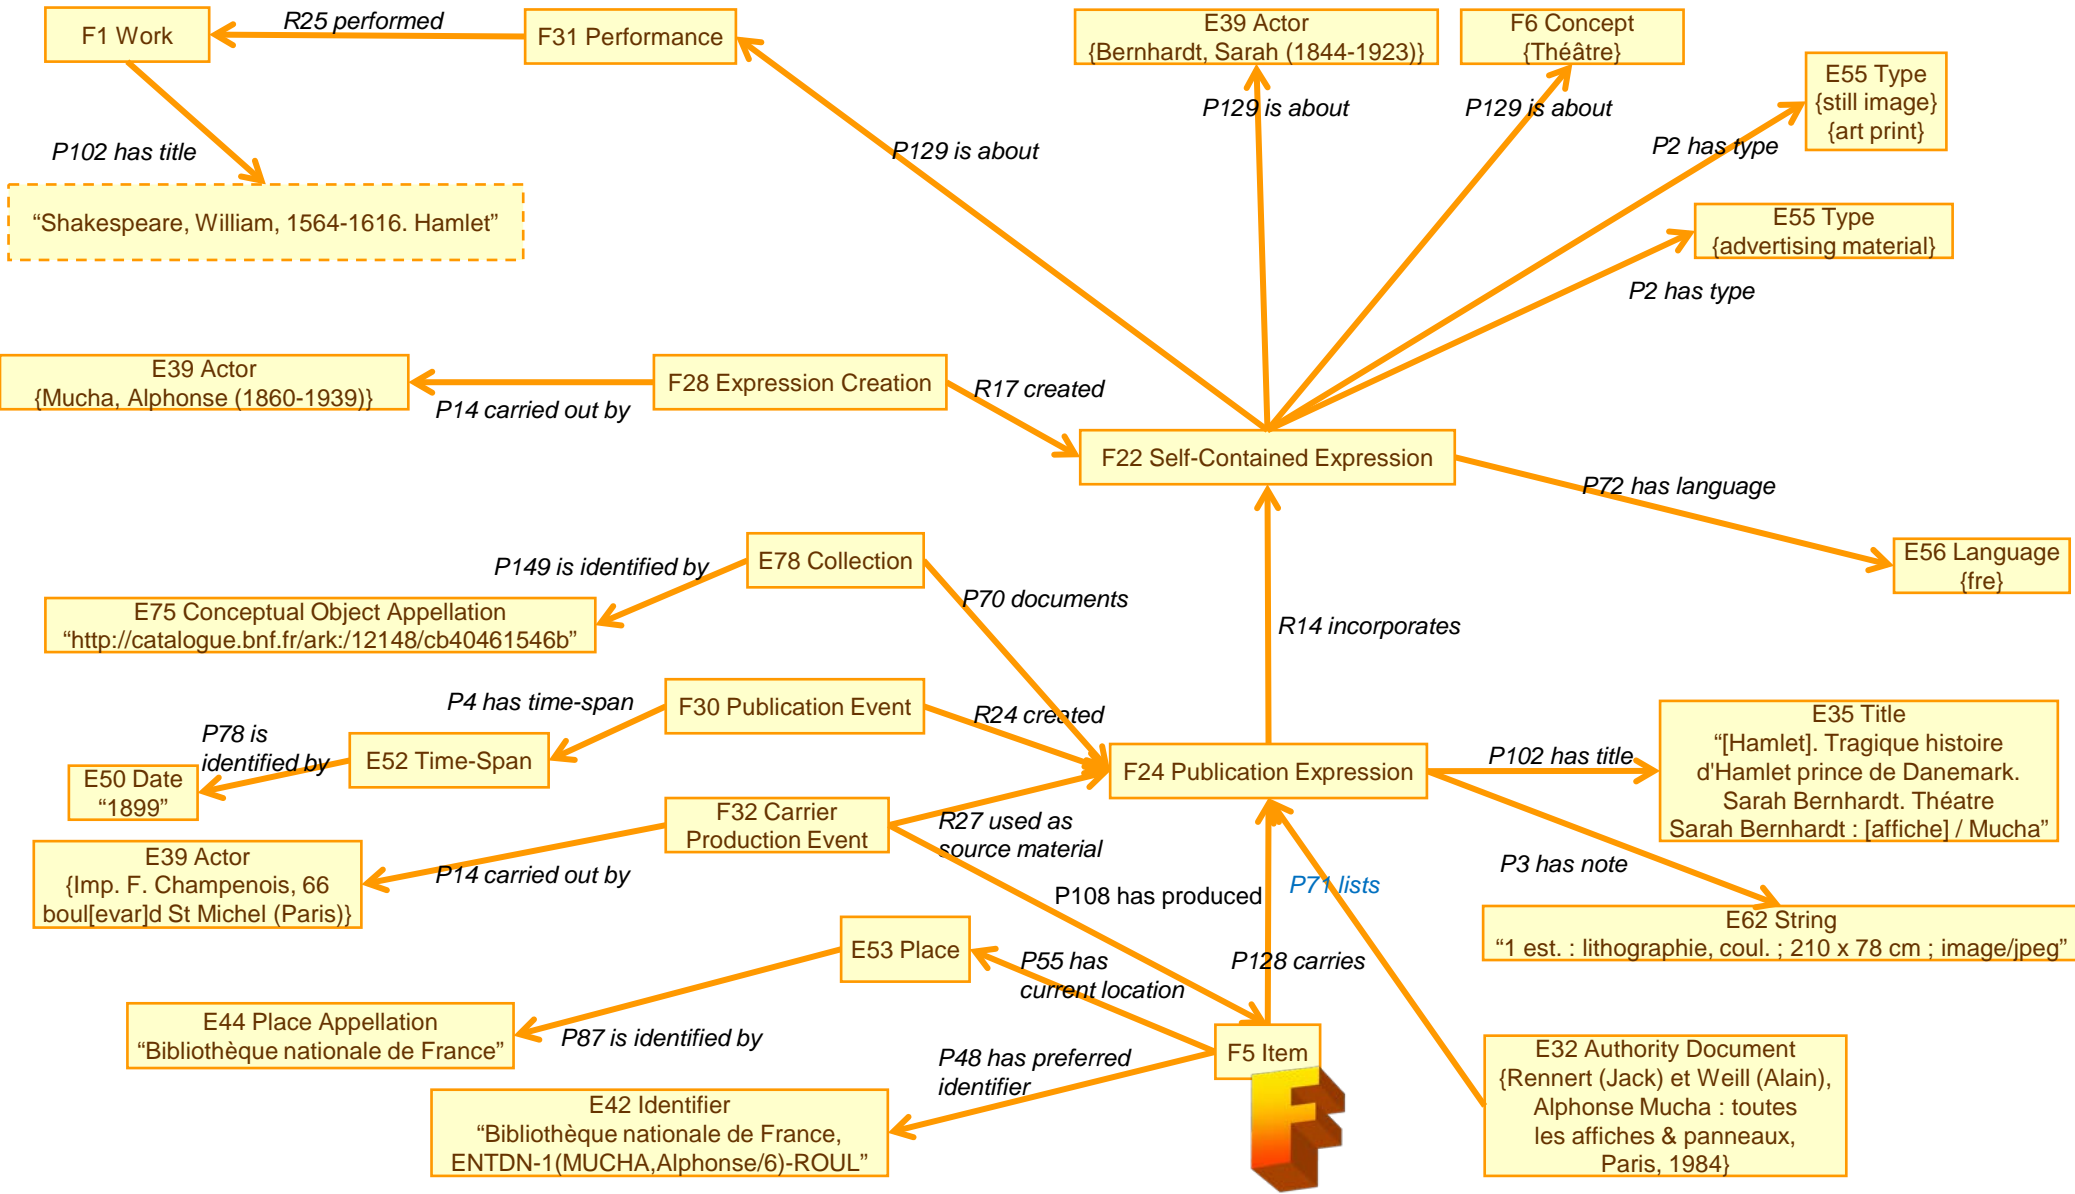 R25 performed
F1 Work
F31 Performance
E39 Actor
{Bernhardt, Sarah (1844-1923)}
F6 Concept
{Théâtre}
E55 Type
{still image}
{art print}
P129 is about
P129 is about
P102 has title
P129 is about
P2 has type
“Shakespeare, William, 1564-1616. Hamlet”
E55 Type
{advertising material}
P2 has type
E39 Actor
{Mucha, Alphonse (1860-1939)}
F28 Expression Creation
R17 created
P14 carried out by
F22 Self-Contained Expression
P72 has language
E78 Collection
P149 is identified by
E56 Language
{fre}
E75 Conceptual Object Appellation
“http://catalogue.bnf.fr/ark:/12148/cb40461546b”
P70 documents
R14 incorporates
P4 has time-span
F30 Publication Event
R24 created
P78 is
identified by
E52 Time-Span
E50 Date
“1899”
F24 Publication Expression
P102 has title
E35 Title
“[Hamlet]. Tragique histoire
d'Hamlet prince de Danemark.
Sarah Bernhardt. Théatre
Sarah Bernhardt : [affiche] / Mucha”
F32 Carrier
Production Event
R27 used as
source material
E39 Actor
{Imp. F. Champenois, 66
boul[evar]d St Michel (Paris)}
P14 carried out by
P108 has produced
P71 lists
P3 has note
E62 String
“1 est. : lithographie, coul. ; 210 x 78 cm ; image/jpeg”
E53 Place
P55 has
current location
P128 carries
E44 Place Appellation
“Bibliothèque nationale de France”
P87 is identified by
P48 has preferred
identifier
F5 Item
E32 Authority Document
{Rennert (Jack) et Weill (Alain),
Alphonse Mucha : toutes
les affiches & panneaux,
Paris, 1984}
E42 Identifier
“Bibliothèque nationale de France,
ENTDN-1(MUCHA,Alphonse/6)-ROUL”
F